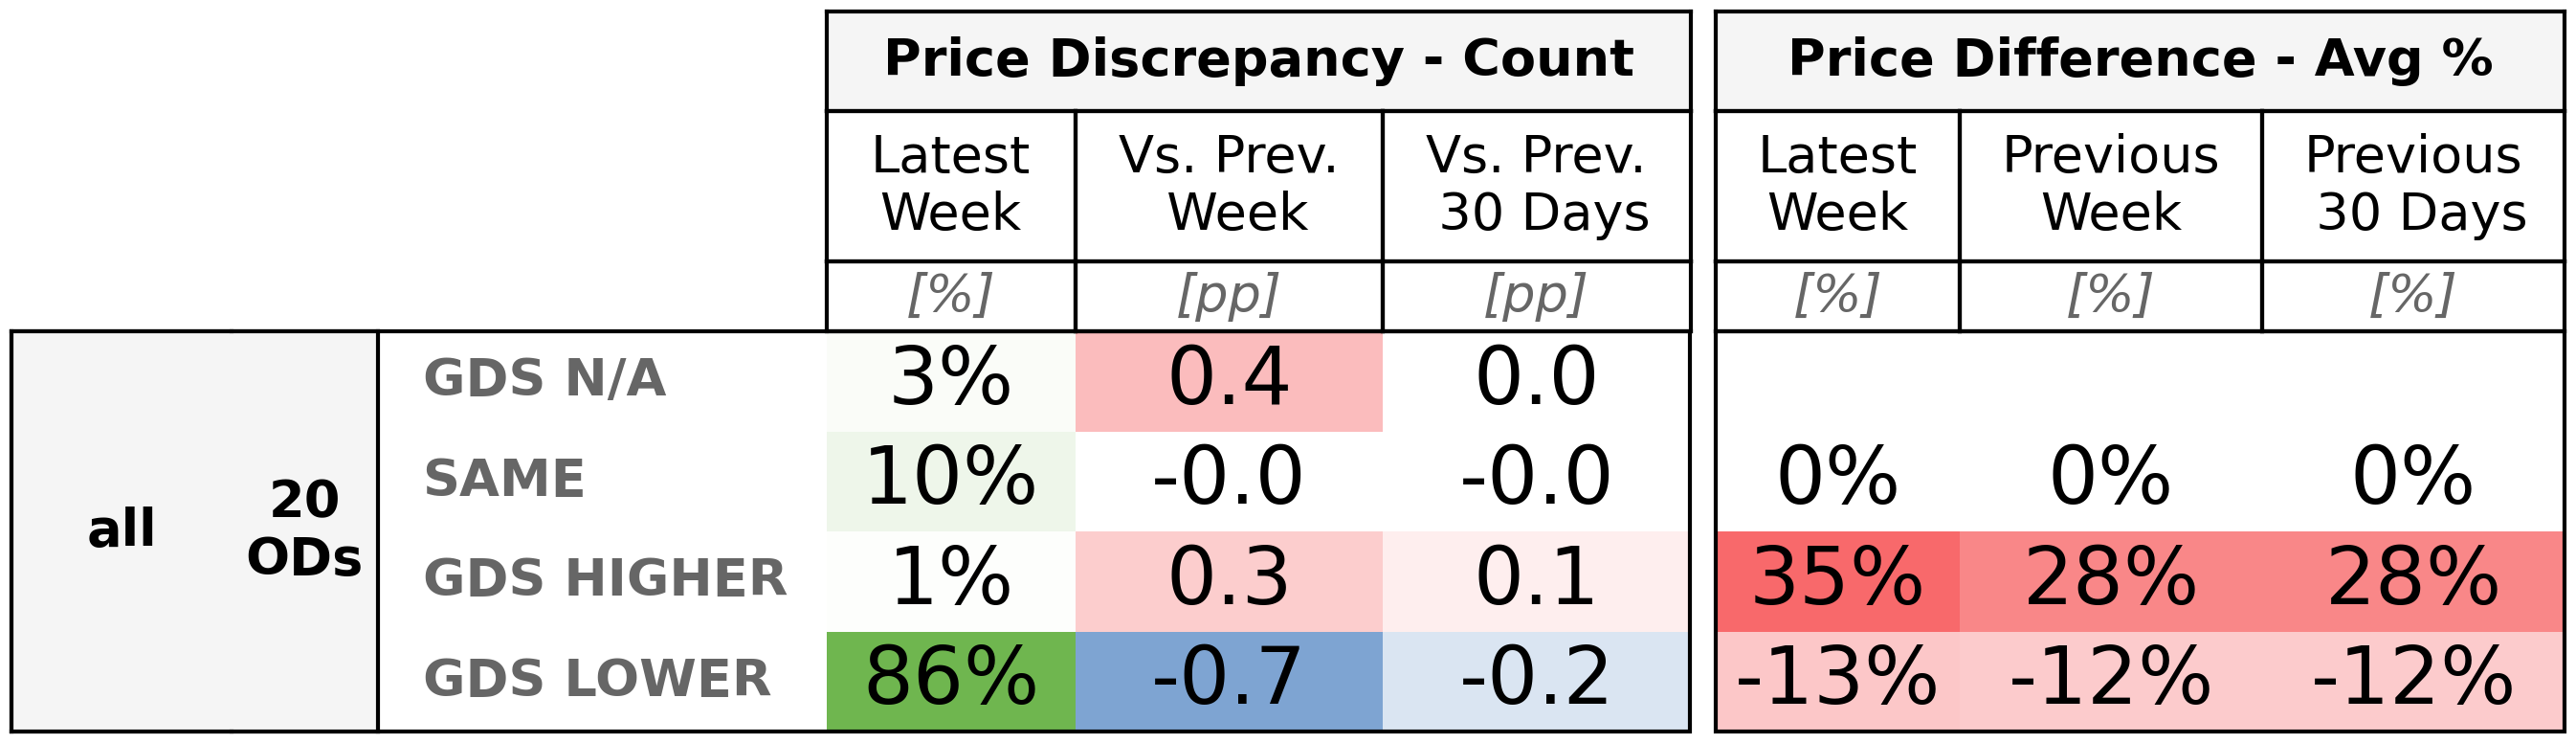 Price Discrepancy - Count Price Difference - Avg %
Latest Week Vs. Prev. Week Vs. Prev. 30 Days Latest Week Previous Week Previous 30 Days
[%] [pp] [pp] [%] [%] [%]
all 20 ODs
GDS N/A 3% 0.4 0.0
SAME 10% -0.0 -0.0 0% 0% 0%
GDS HIGHER 1% 0.3 0.1 35% 28% 28%
GDS LOWER 86% -0.7 -0.2 -13% -12% -12%